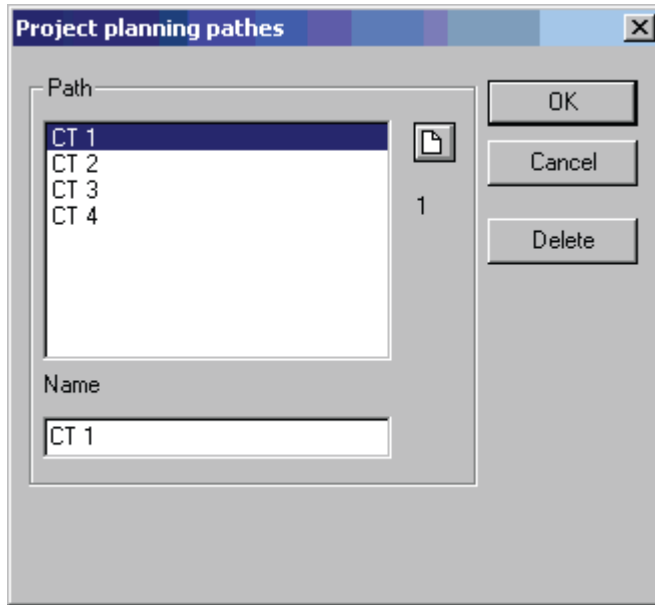 Project planning pathes
Path
CT 1
CT 2
CT 3
CT 4
1
Name
CT 1
OK
Cancel
Delete